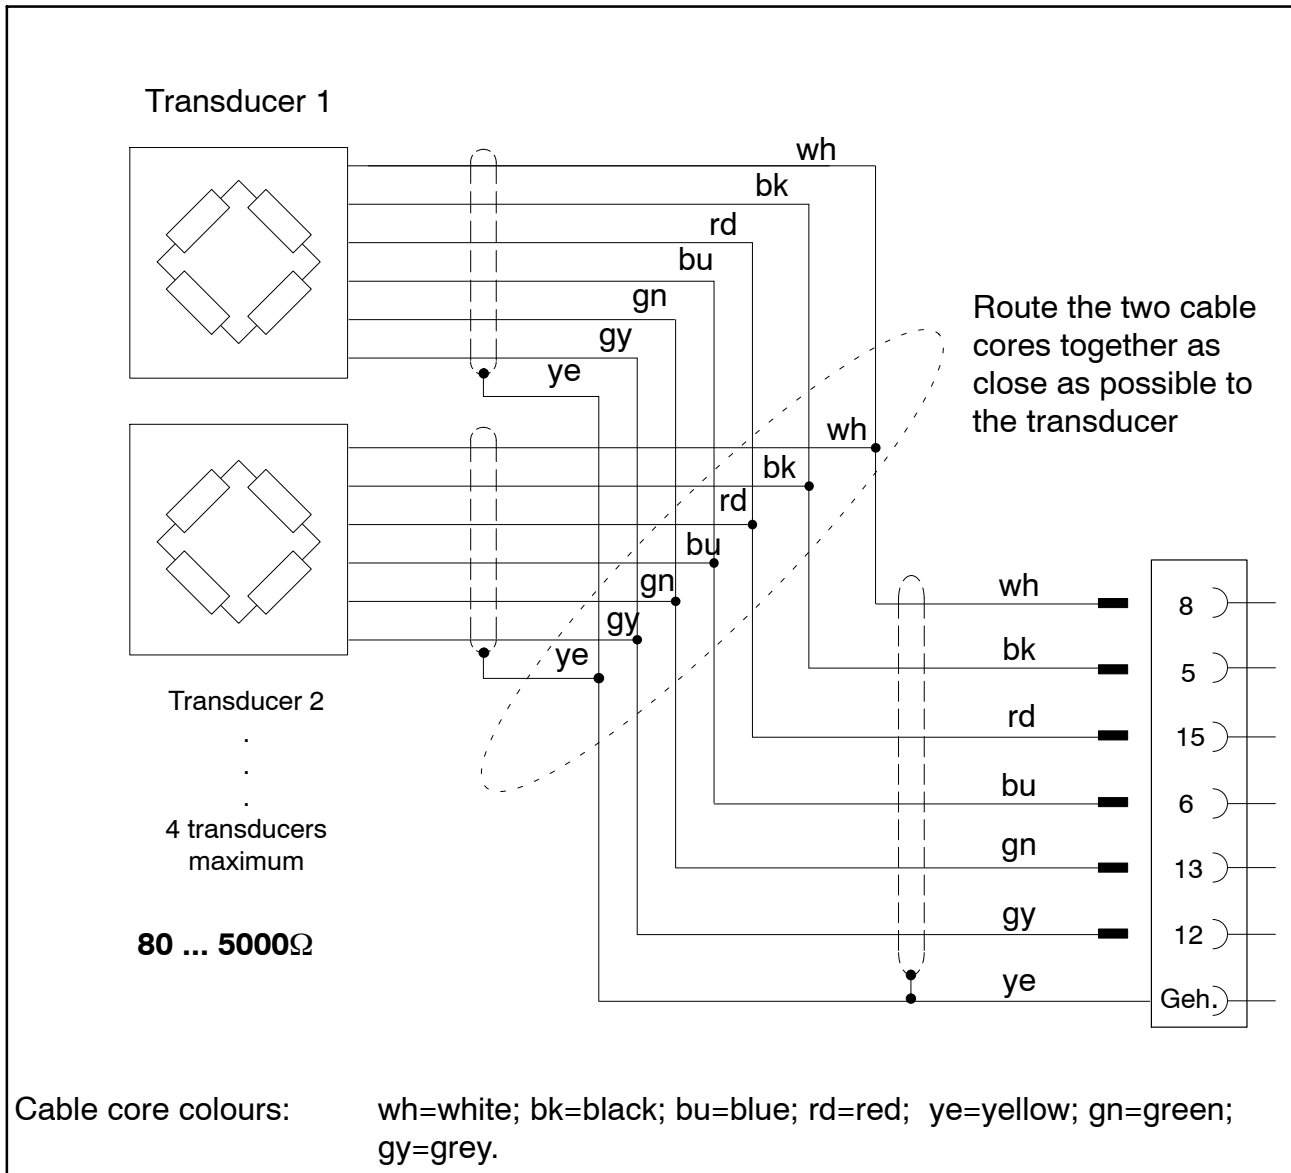 Transducer 1
wh
bk
rd
bu
gn
gy
ye
Route the two cable
cores together as
close as possible to
the transducer
wh
bk
rd
bu
gn
gy
ye
Transducer 2
.
.
.
4 transducers
maximum
80 ... 5000Ω
wh 8
bk 5
rd 15
bu 6
gn 13
gy 12
ye Geh.
Cable core colours: wh=white; bk=black; bu=blue; rd=red; ye=yellow; gn=green;
gy=grey.